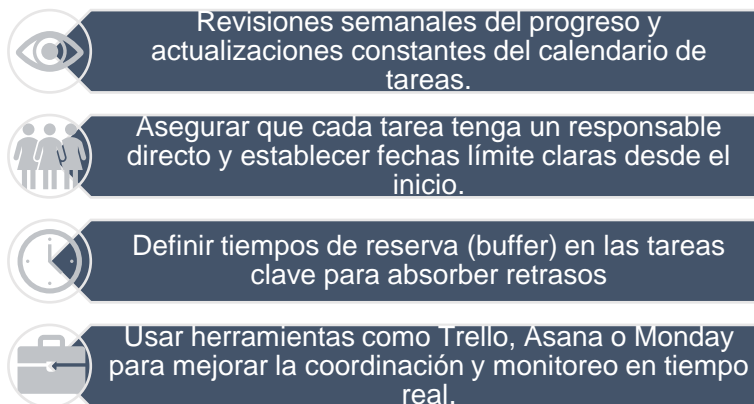 Revisiones semanales del progreso y
actualizaciones constantes del calendario de
tareas.
Asegurar que cada tarea tenga un responsable
directo y establecer fechas límite claras desde el
inicio.
Definir tiempos de reserva (buffer) en las tareas
clave para absorber retrasos
Usar herramientas como Trello, Asana o Monday
para mejorar la coordinación y monitoreo en tiempo
real.